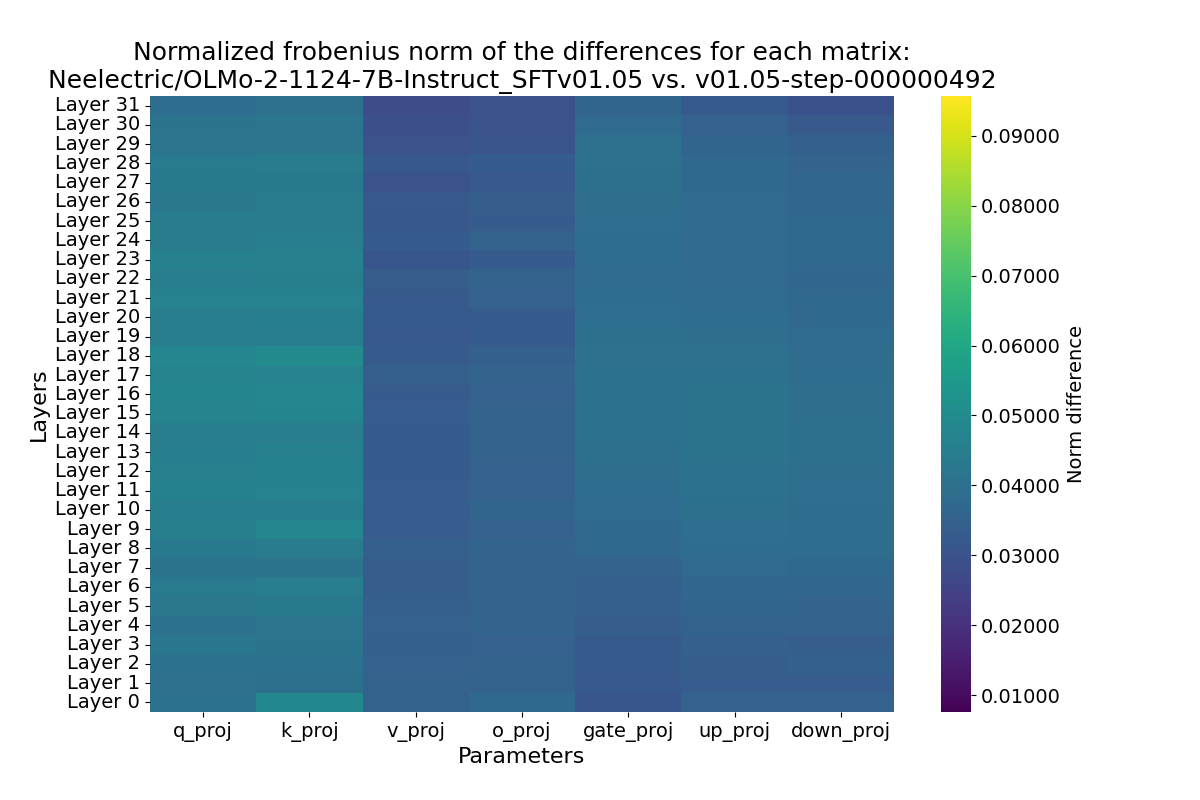 Normalized frobenius norm of the differences for each matrix:
Neelectric/OLMo-2-1124-7B-Instruct_SFTv01.05 vs. v01.05-step-000000492
Layers
Layer 31
Layer 30
Layer 29
Layer 28
Layer 27
Layer 26
Layer 25
Layer 24
Layer 23
Layer 22
Layer 21
Layer 20
Layer 19
Layer 18
Layer 17
Layer 16
Layer 15
Layer 14
Layer 13
Layer 12
Layer 11
Layer 10
Layer 9
Layer 8
Layer 7
Layer 6
Layer 5
Layer 4
Layer 3
Layer 2
Layer 1
Layer 0
q_proj k_proj v_proj o_proj gate_proj up_proj down_proj
Parameters
0.09000
0.08000
0.07000
0.06000
0.05000
0.04000
0.03000
0.02000
0.01000
Norm difference